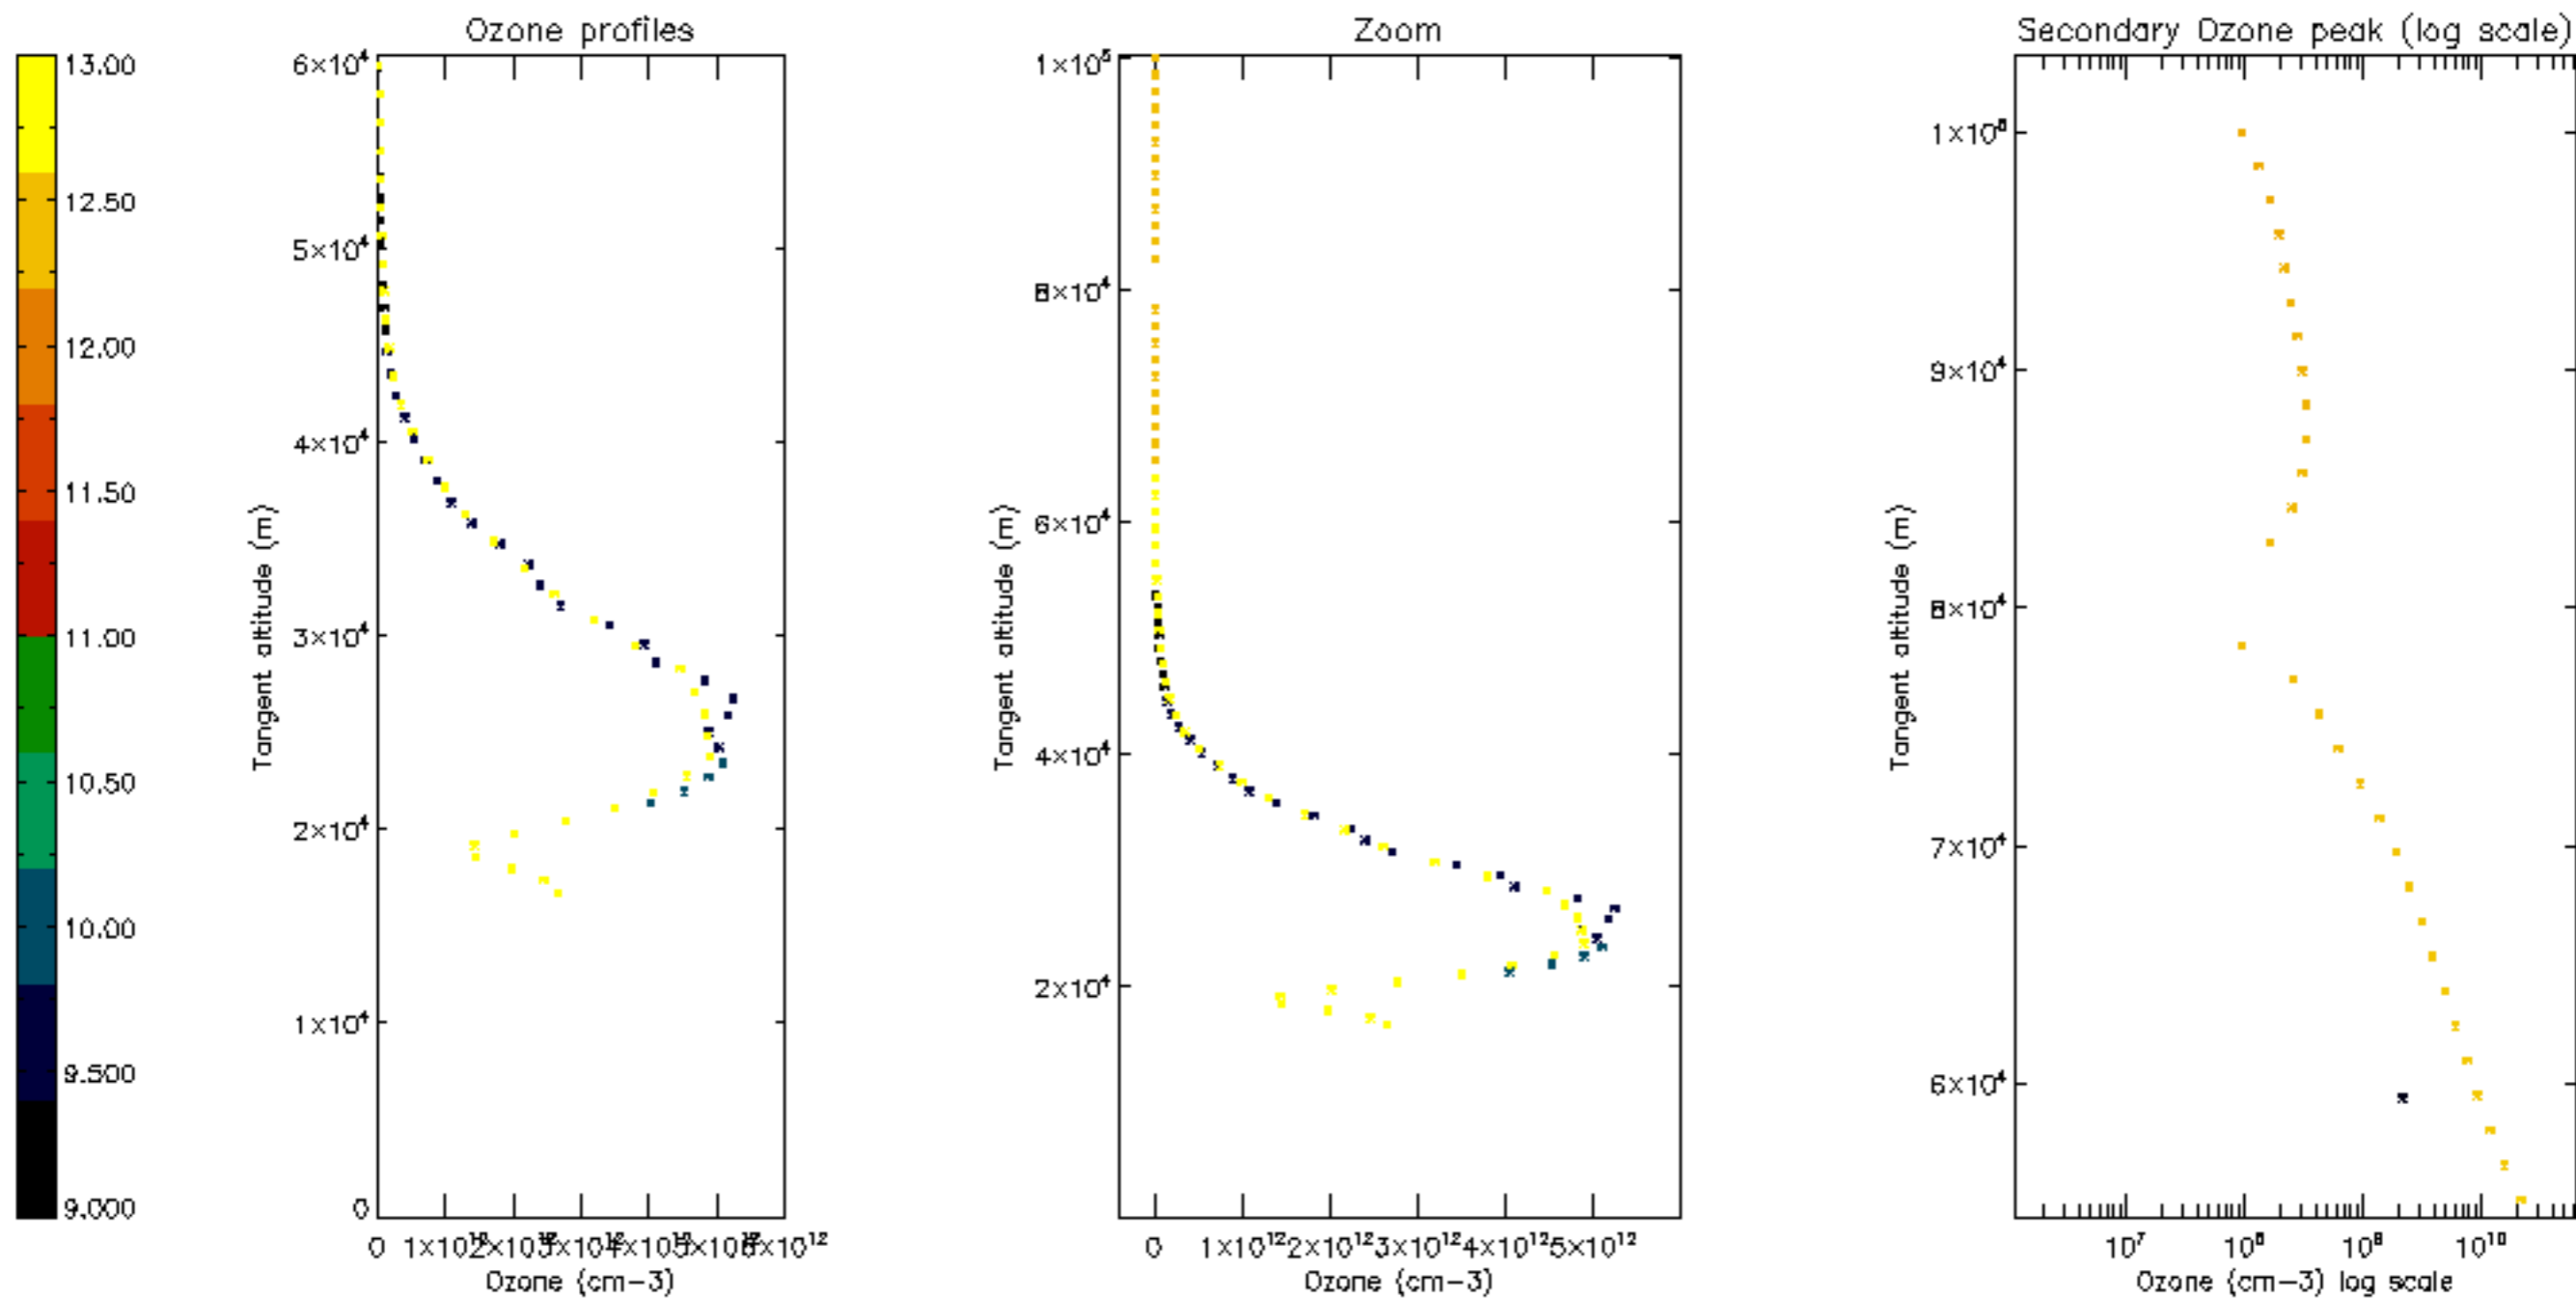 Ozone profiles
Zoom
Secondary Ozone peak (log scale)
13.00
12.50
12.00
11.50
11.00
10.50
10.00
9.500
9.000
Tangent altitude (m)
6×10⁴
5×10⁴
4×10⁴
3×10⁴
2×10⁴
1×10⁴
0
0
Ozone (cm-3)
Tangent altitude (m)
1×10⁵
8×10⁴
6×10⁴
4×10⁴
2×10⁴
0 1×10¹² 2×10¹² 3×10¹² 4×10¹² 5×10¹²
Ozone (cm-3)
Tangent altitude (m)
9×10⁴
8×10⁴
7×10⁴
6×10⁴
10⁷ 10⁸ 10⁹ 10¹⁰
Ozone (cm-3) log scale